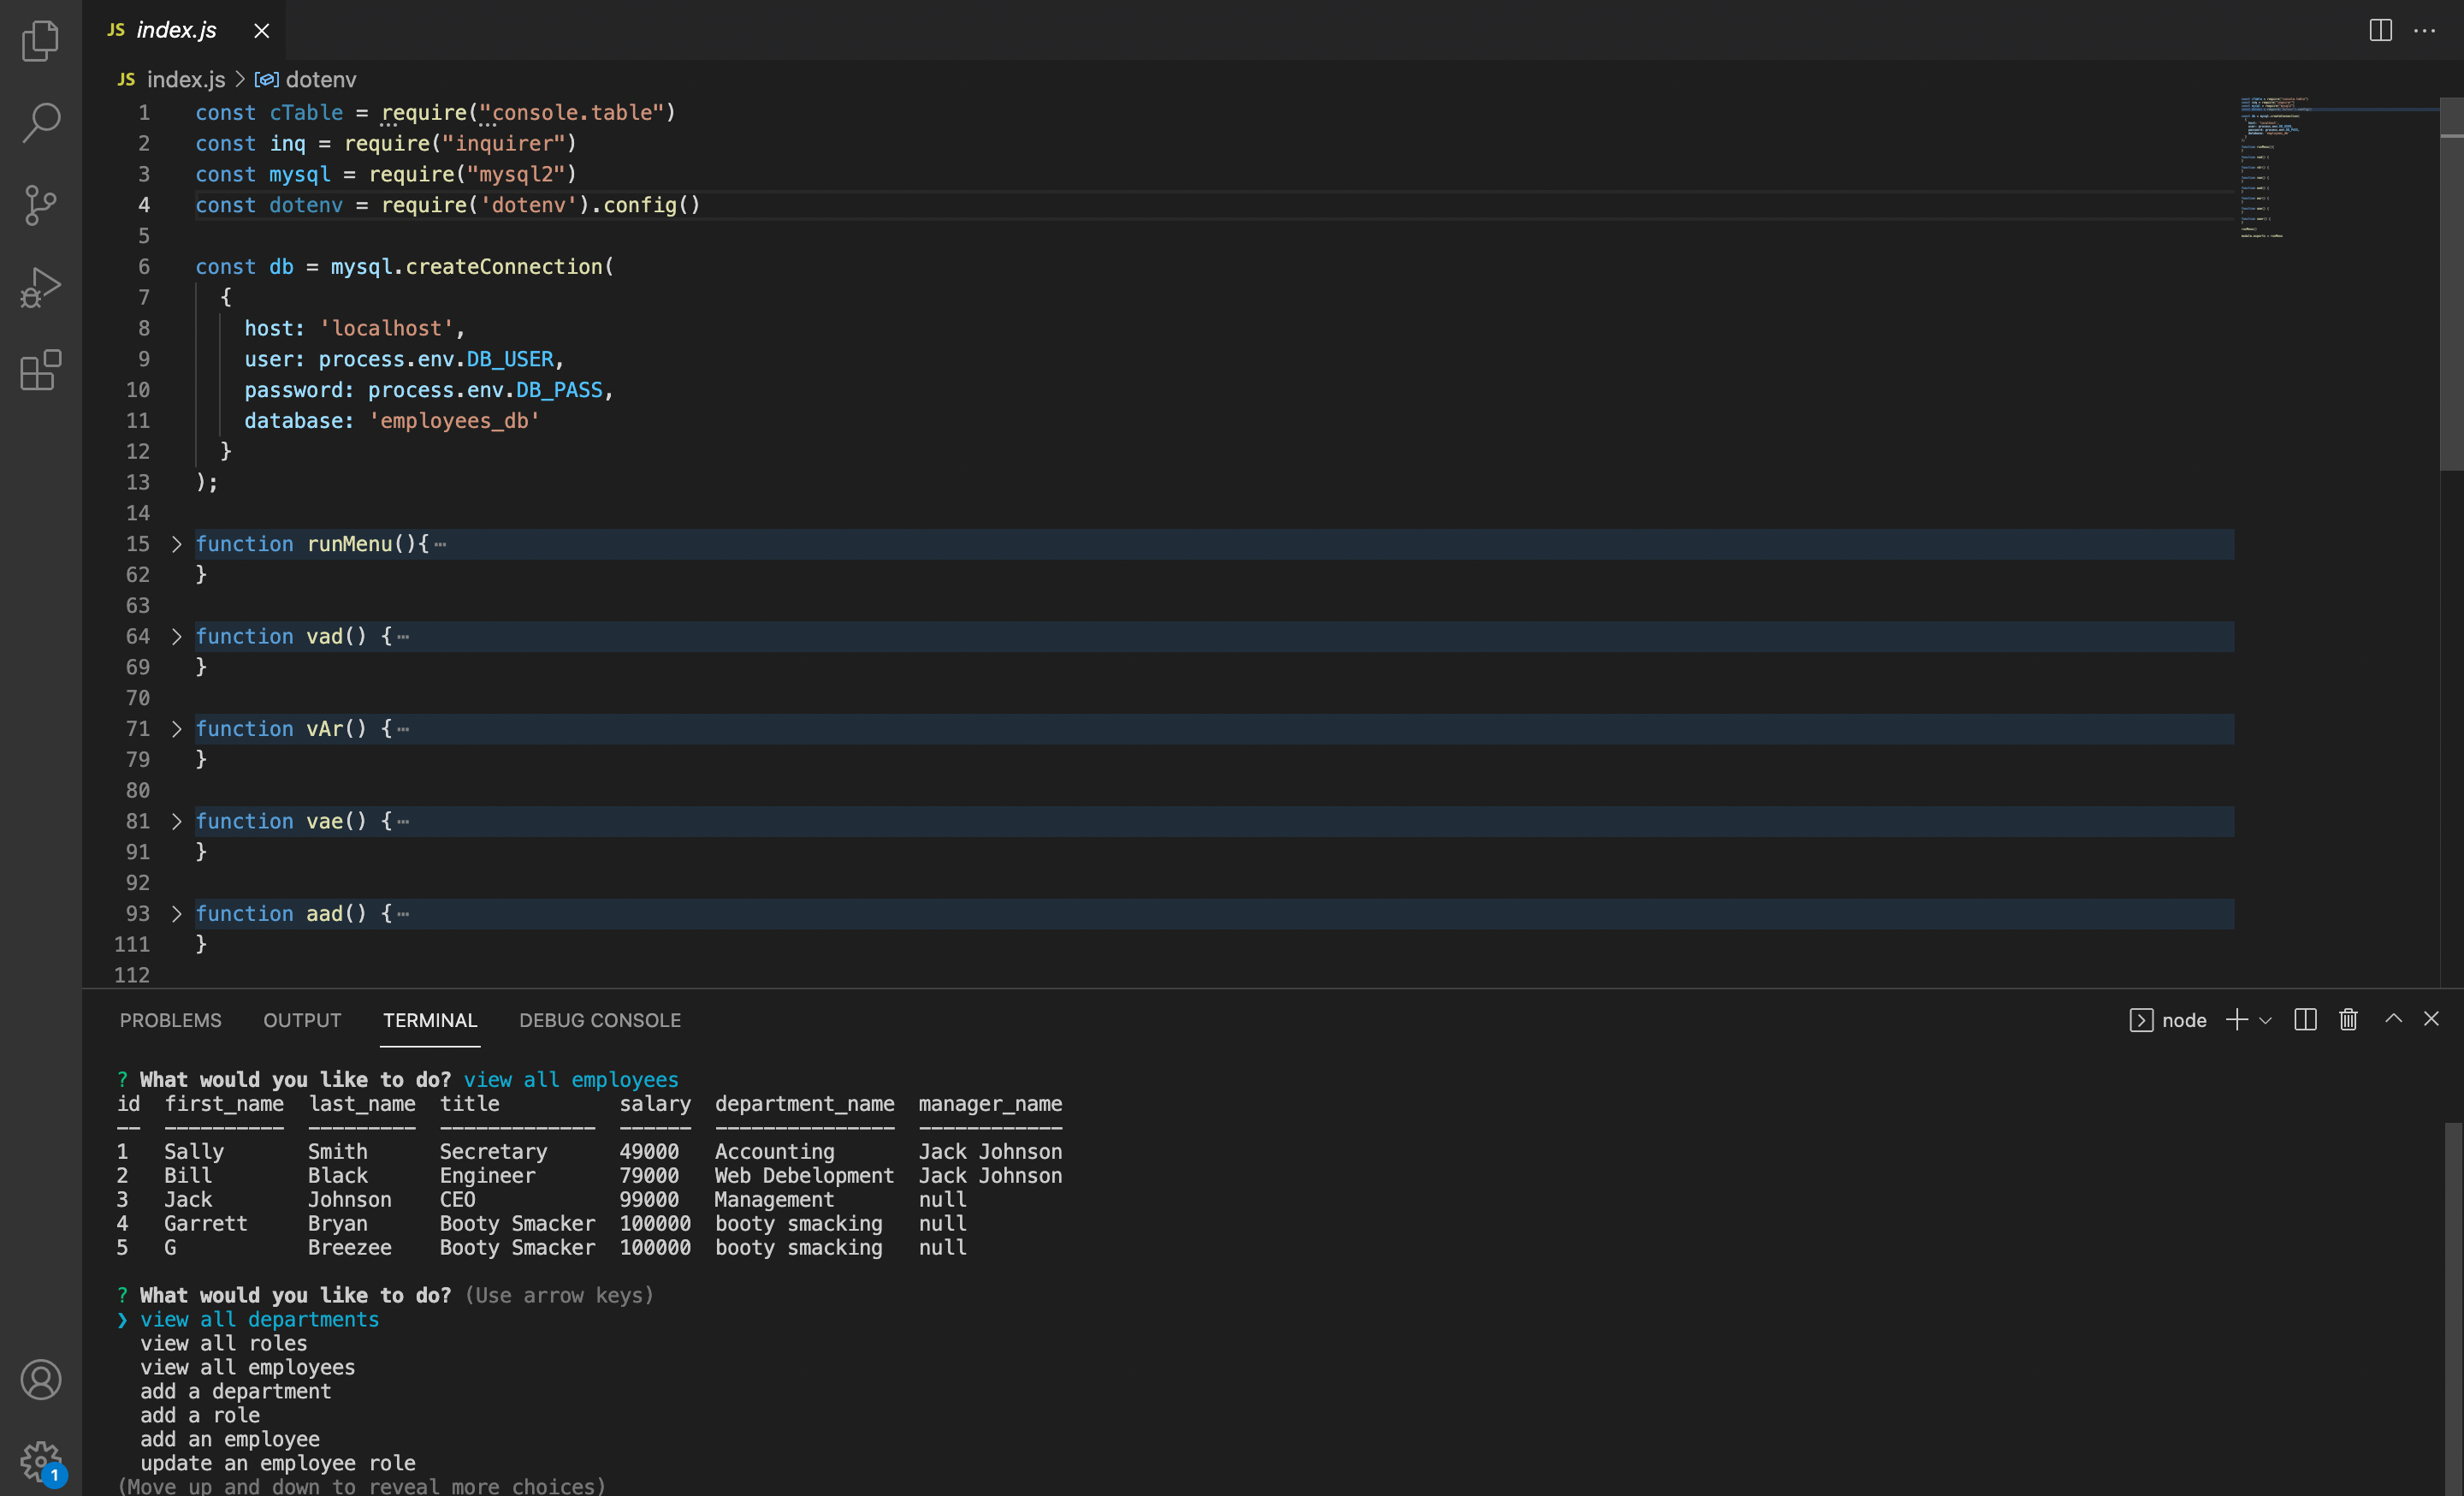 JS index.js
JS index.js > dotenv
1 const cTable = require("console.table")
2 const inq = require("inquirer")
3 const mysql = require("mysql2")
4 const dotenv = require('dotenv').config()
5
6 const db = mysql.createConnection(
7 {
8 host: 'localhost',
9 user: process.env.DB_USER,
10 password: process.env.DB_PASS,
11 database: 'employees_db'
12 }
13 );
14
15 function runMenu(){ ⋯
62 }
63
64 function vad() { ⋯
69 }
70
71 function vAr() { ⋯
79 }
80
81 function vae() { ⋯
91 }
92
93 function aad() { ⋯
111 }
112
PROBLEMS OUTPUT TERMINAL DEBUG CONSOLE node
? What would you like to do? view all employees
id first_name last_name title salary department_name manager_name
-- ---------- --------- ------------- ------ --------------- ------------
1 Sally Smith Secretary 49000 Accounting Jack Johnson
2 Bill Black Engineer 79000 Web Debelopment Jack Johnson
3 Jack Johnson CEO 99000 Management null
4 Garrett Bryan Booty Smacker 100000 booty smacking null
5 G Breezee Booty Smacker 100000 booty smacking null
? What would you like to do? (Use arrow keys)
❯ view all departments
view all roles
view all employees
add a department
add a role
add an employee
update an employee role
(Move up and down to reveal more choices)
1